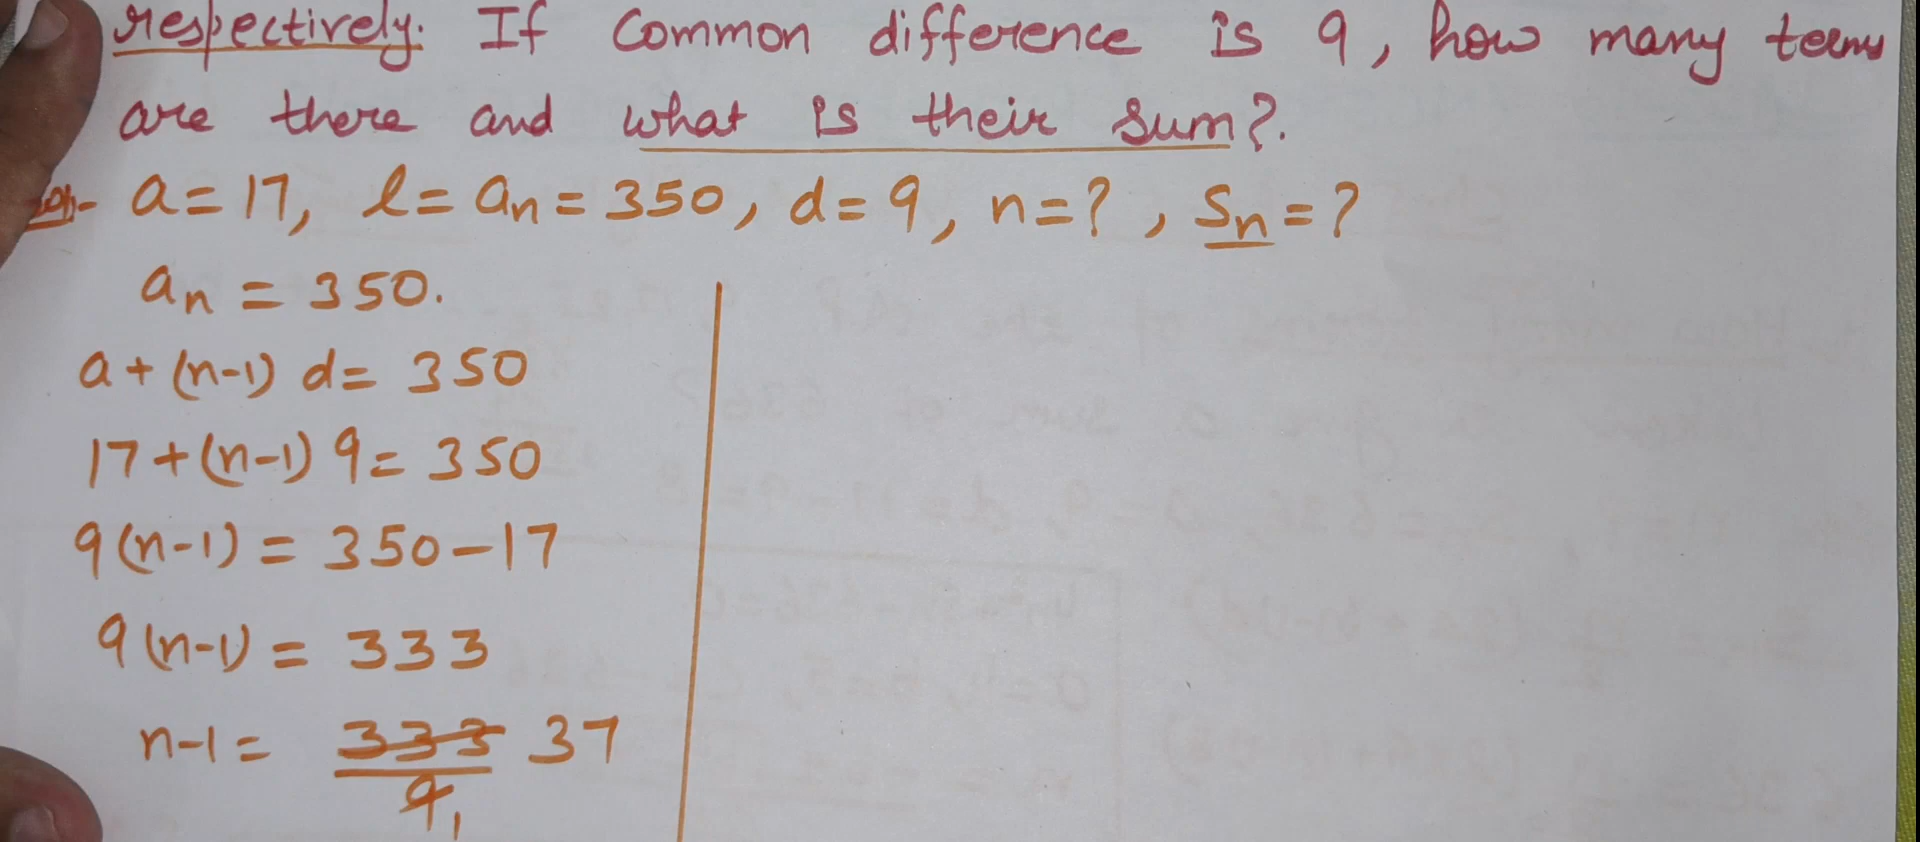 respectively. If common difference is 9, how many terms
are there and what is their sum?.
Soln- a=17, l=an=350, d=9, n=?, Sn=?
an = 350.
a+(n-1) d= 350
17+(n-1) 9= 350
9(n-1) = 350-17
9(n-1) = 333
n-1= 333/9 37
1